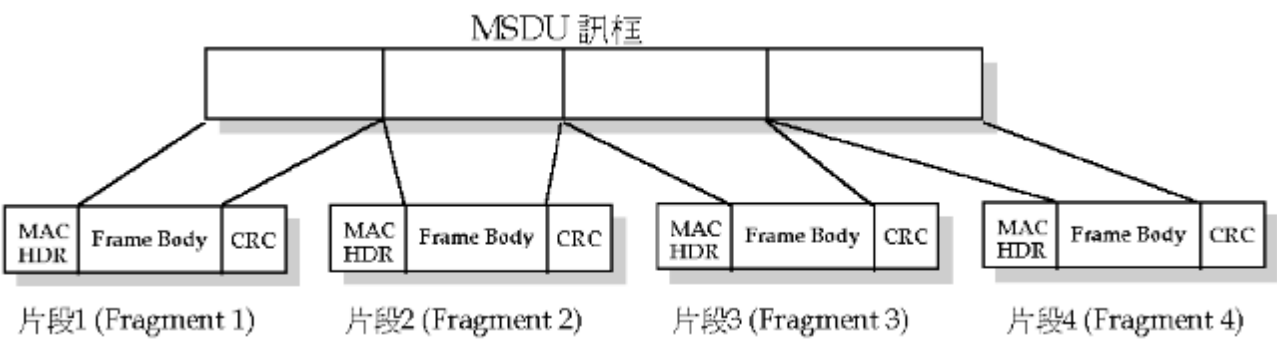 MSDU 訊框
MAC HDR Frame Body CRC
MAC HDR Frame Body CRC
MAC HDR Frame Body CRC
MAC HDR Frame Body CRC
片段1 (Fragment 1)
片段2 (Fragment 2)
片段3 (Fragment 3)
片段4 (Fragment 4)